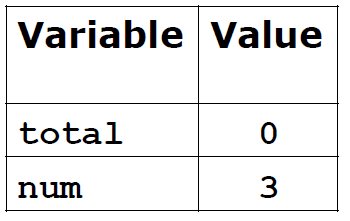 Variable Value
total 0
num 3